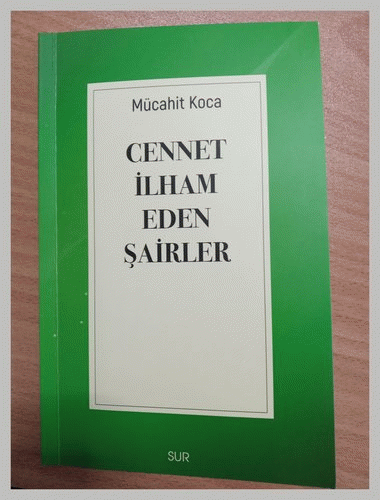 Mücahit Koca
CENNET
İLHAM
EDEN
ŞAİRLER
SUR